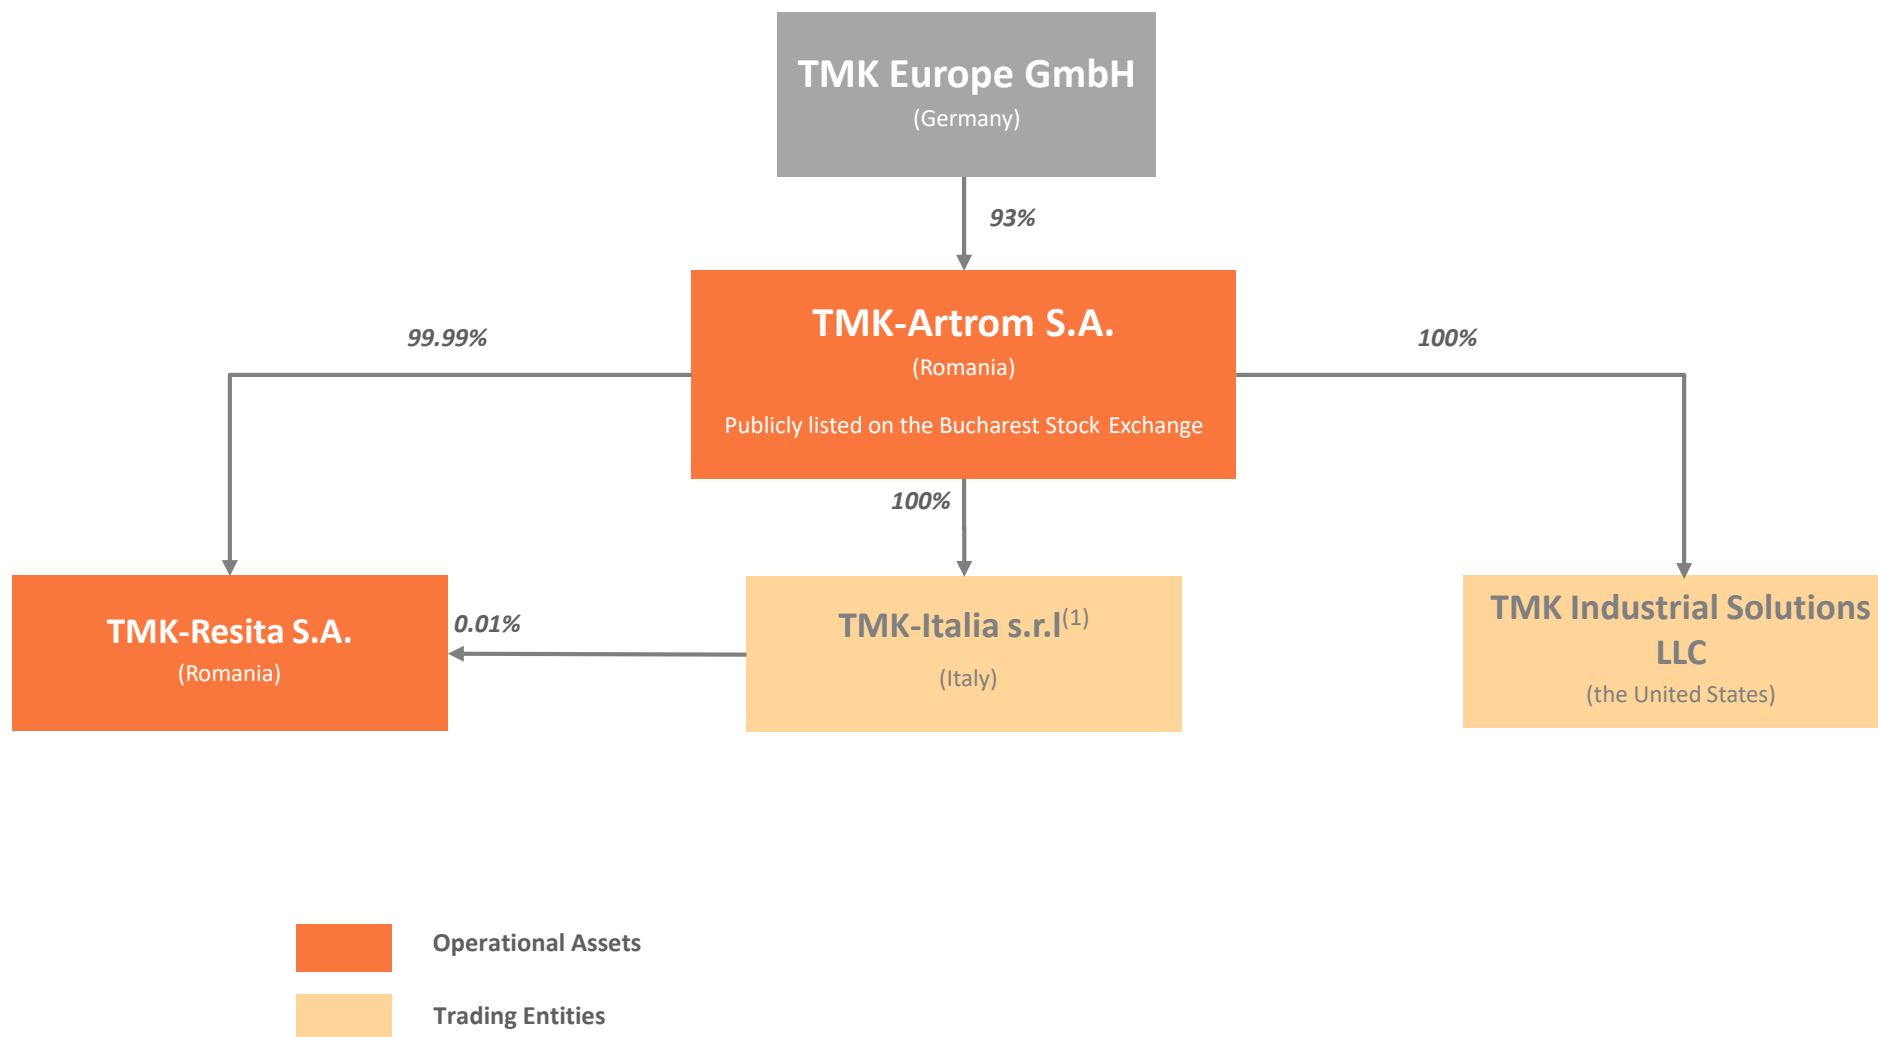 TMK Europe GmbH
(Germany)
93%
TMK-Artrom S.A.
(Romania)
Publicly listed on the Bucharest Stock Exchange
99.99%
100%
100%
TMK-Resita S.A.
(Romania)
0.01%
TMK-Italia s.r.l(1)
(Italy)
TMK Industrial Solutions
LLC
(the United States)
Operational Assets
Trading Entities